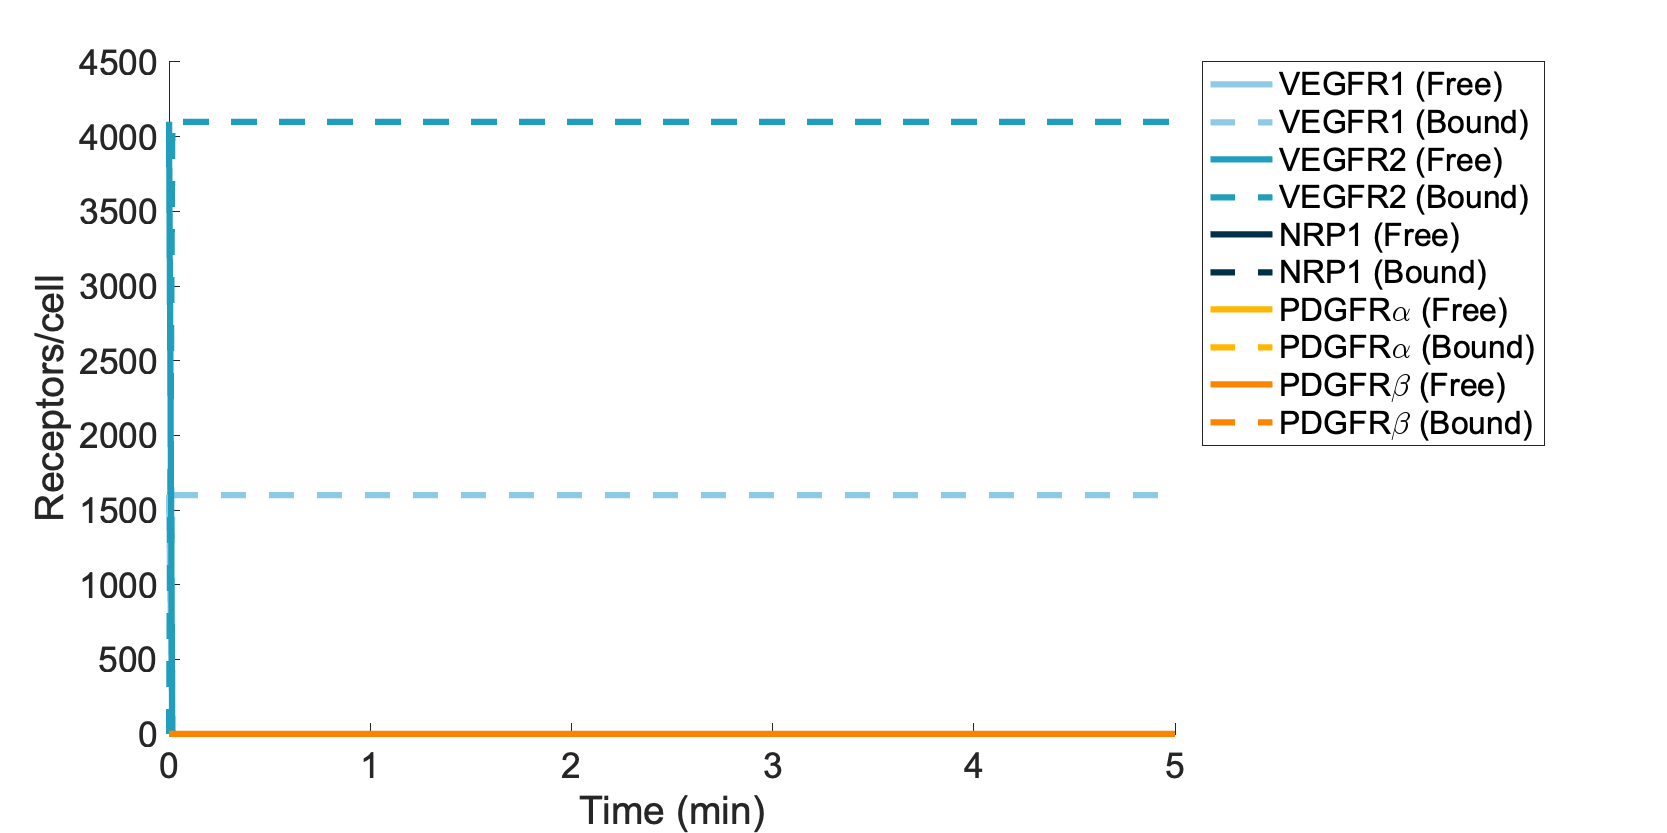 4500
4000
3500
3000
2500
2000
1500
1000
500
0
Receptors/cell
0 1 2 3 4 5
Time (min)
VEGFR1 (Free)
VEGFR1 (Bound)
VEGFR2 (Free)
VEGFR2 (Bound)
NRP1 (Free)
NRP1 (Bound)
PDGFRα (Free)
PDGFRα (Bound)
PDGFRβ (Free)
PDGFRβ (Bound)